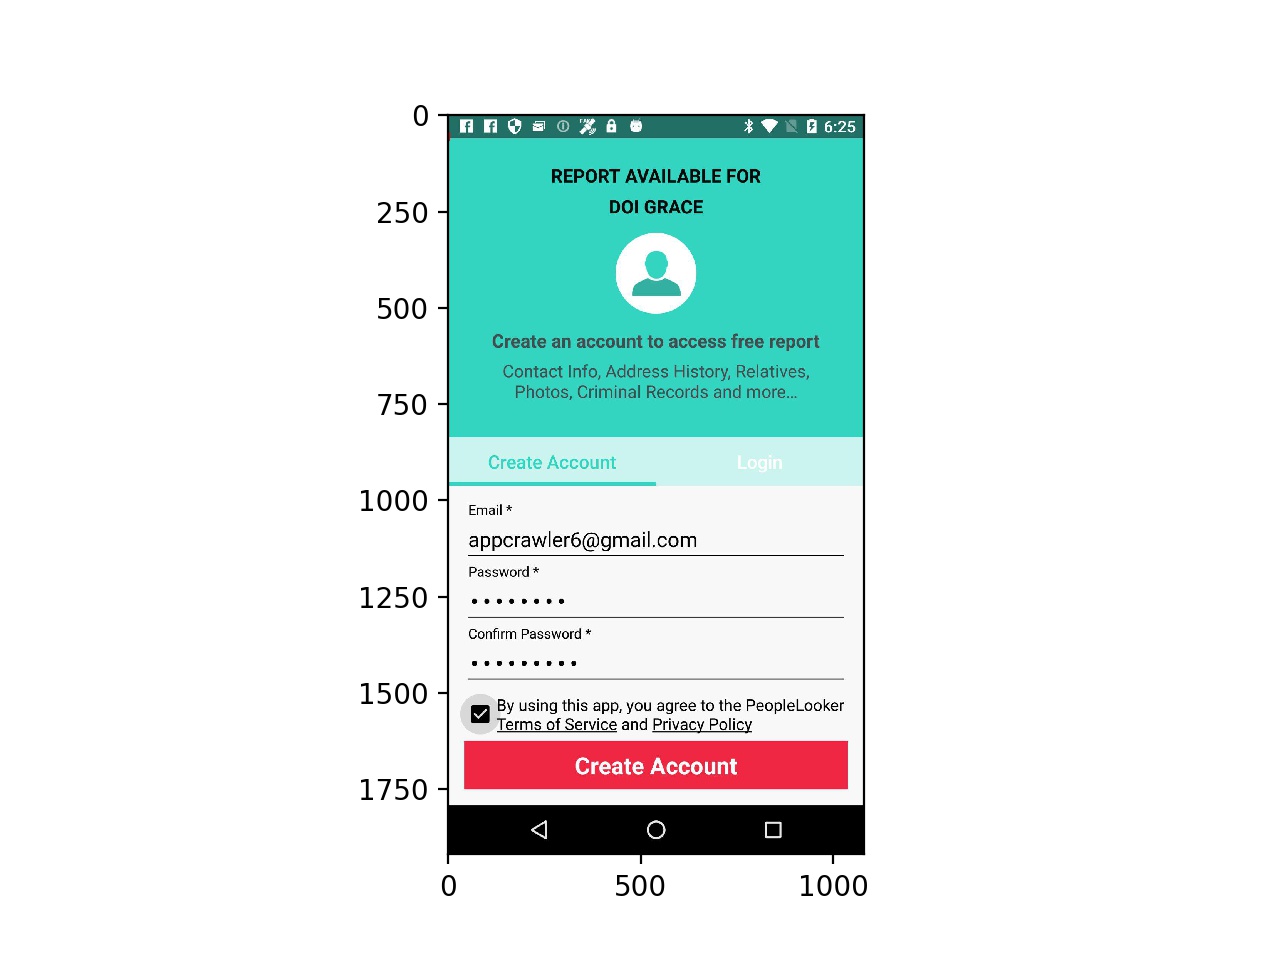 0
250
500
750
1000
1250
1500
1750
6:25
REPORT AVAILABLE FOR
DOI GRACE
Create an account to access free report
Contact Info, Address History, Relatives,
Photos, Criminal Records and more...
Create Account
Login
Email *
appcrawler6@gmail.com
Password *
••••••••
Confirm Password *
•••••••••
By using this app, you agree to the PeopleLooker
Terms of Service and Privacy Policy
Create Account
0
500
1000